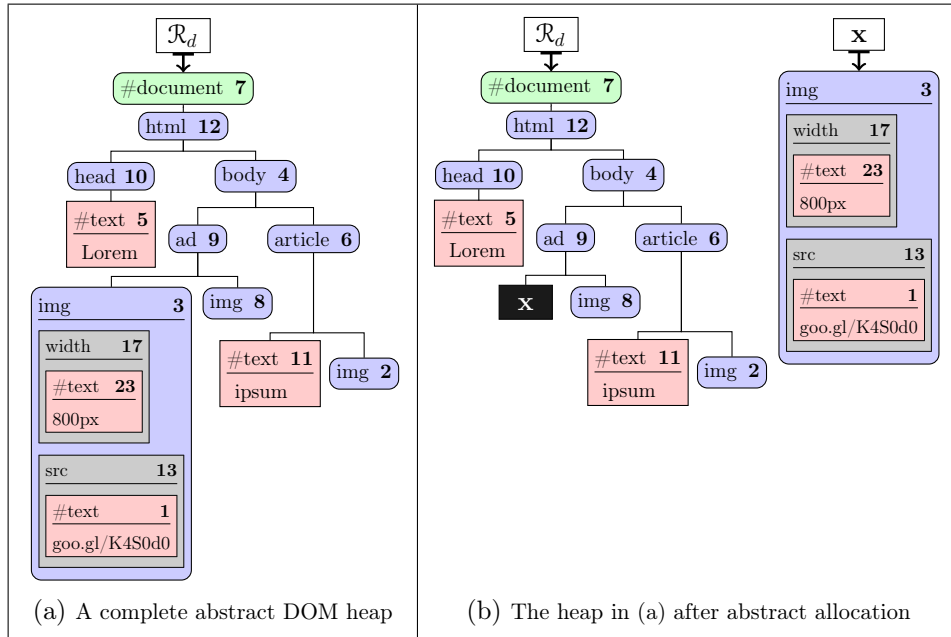 ℛd
#document 7
html 12
head 10
body 4
#text 5
Lorem
ad 9
article 6
img 3
img 8
width 17
#text 23
800px
#text 11
ipsum
img 2
src 13
#text 1
goo.gl/K4S0d0
(a) A complete abstract DOM heap
ℛd
x
#document 7
html 12
head 10
body 4
#text 5
Lorem
ad 9
article 6
x
img 8
#text 11
ipsum
img 2
img 3
width 17
#text 23
800px
src 13
#text 1
goo.gl/K4S0d0
(b) The heap in (a) after abstract allocation